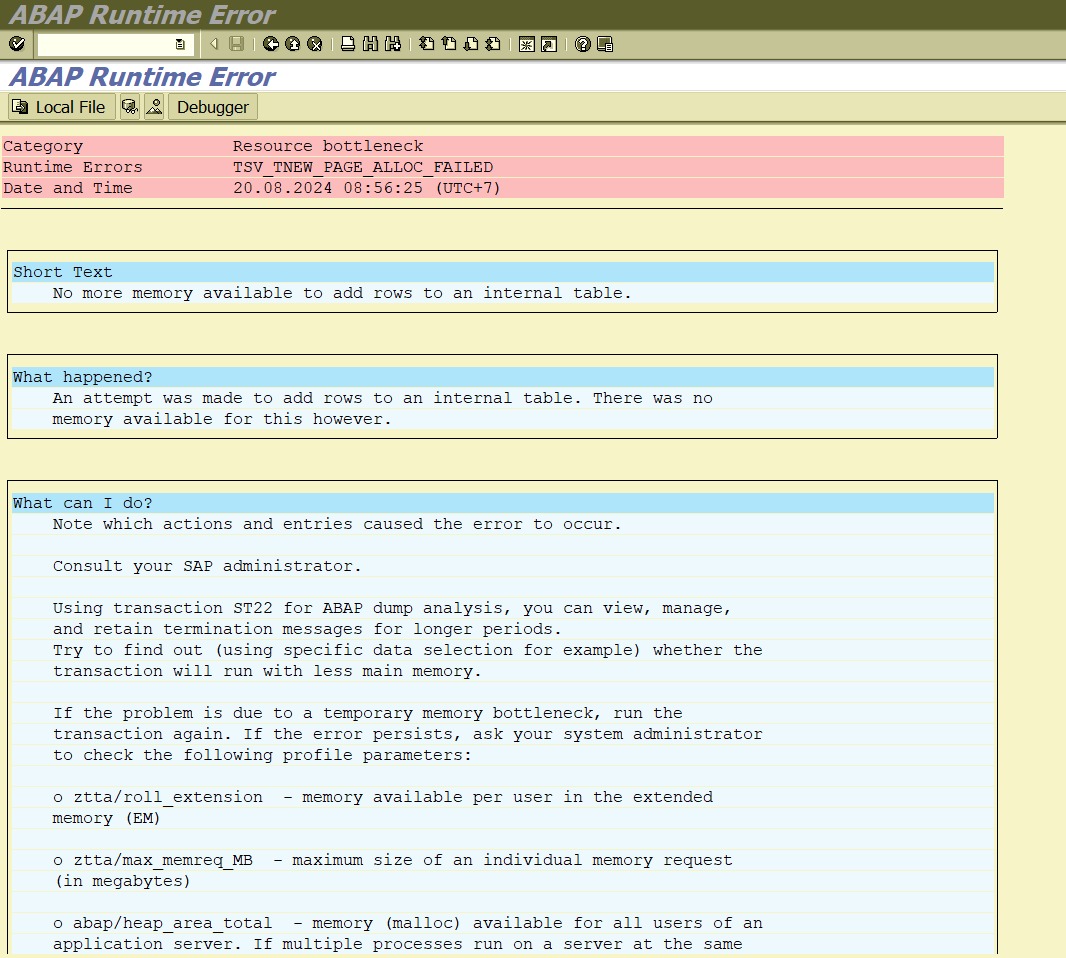 ABAP Runtime Error
ABAP Runtime Error
Local File Debugger
Category Resource bottleneck
Runtime Errors TSV_TNEW_PAGE_ALLOC_FAILED
Date and Time 20.08.2024 08:56:25 (UTC+7)
Short Text
No more memory available to add rows to an internal table.
What happened?
An attempt was made to add rows to an internal table. There was no
memory available for this however.
What can I do?
Note which actions and entries caused the error to occur.
Consult your SAP administrator.
Using transaction ST22 for ABAP dump analysis, you can view, manage,
and retain termination messages for longer periods.
Try to find out (using specific data selection for example) whether the
transaction will run with less main memory.
If the problem is due to a temporary memory bottleneck, run the
transaction again. If the error persists, ask your system administrator
to check the following profile parameters:
o ztta/roll_extension - memory available per user in the extended
memory (EM)
o ztta/max_memreq_MB - maximum size of an individual memory request
(in megabytes)
o abap/heap_area_total - memory (malloc) available for all users of an
application server. If multiple processes run on a server at the same